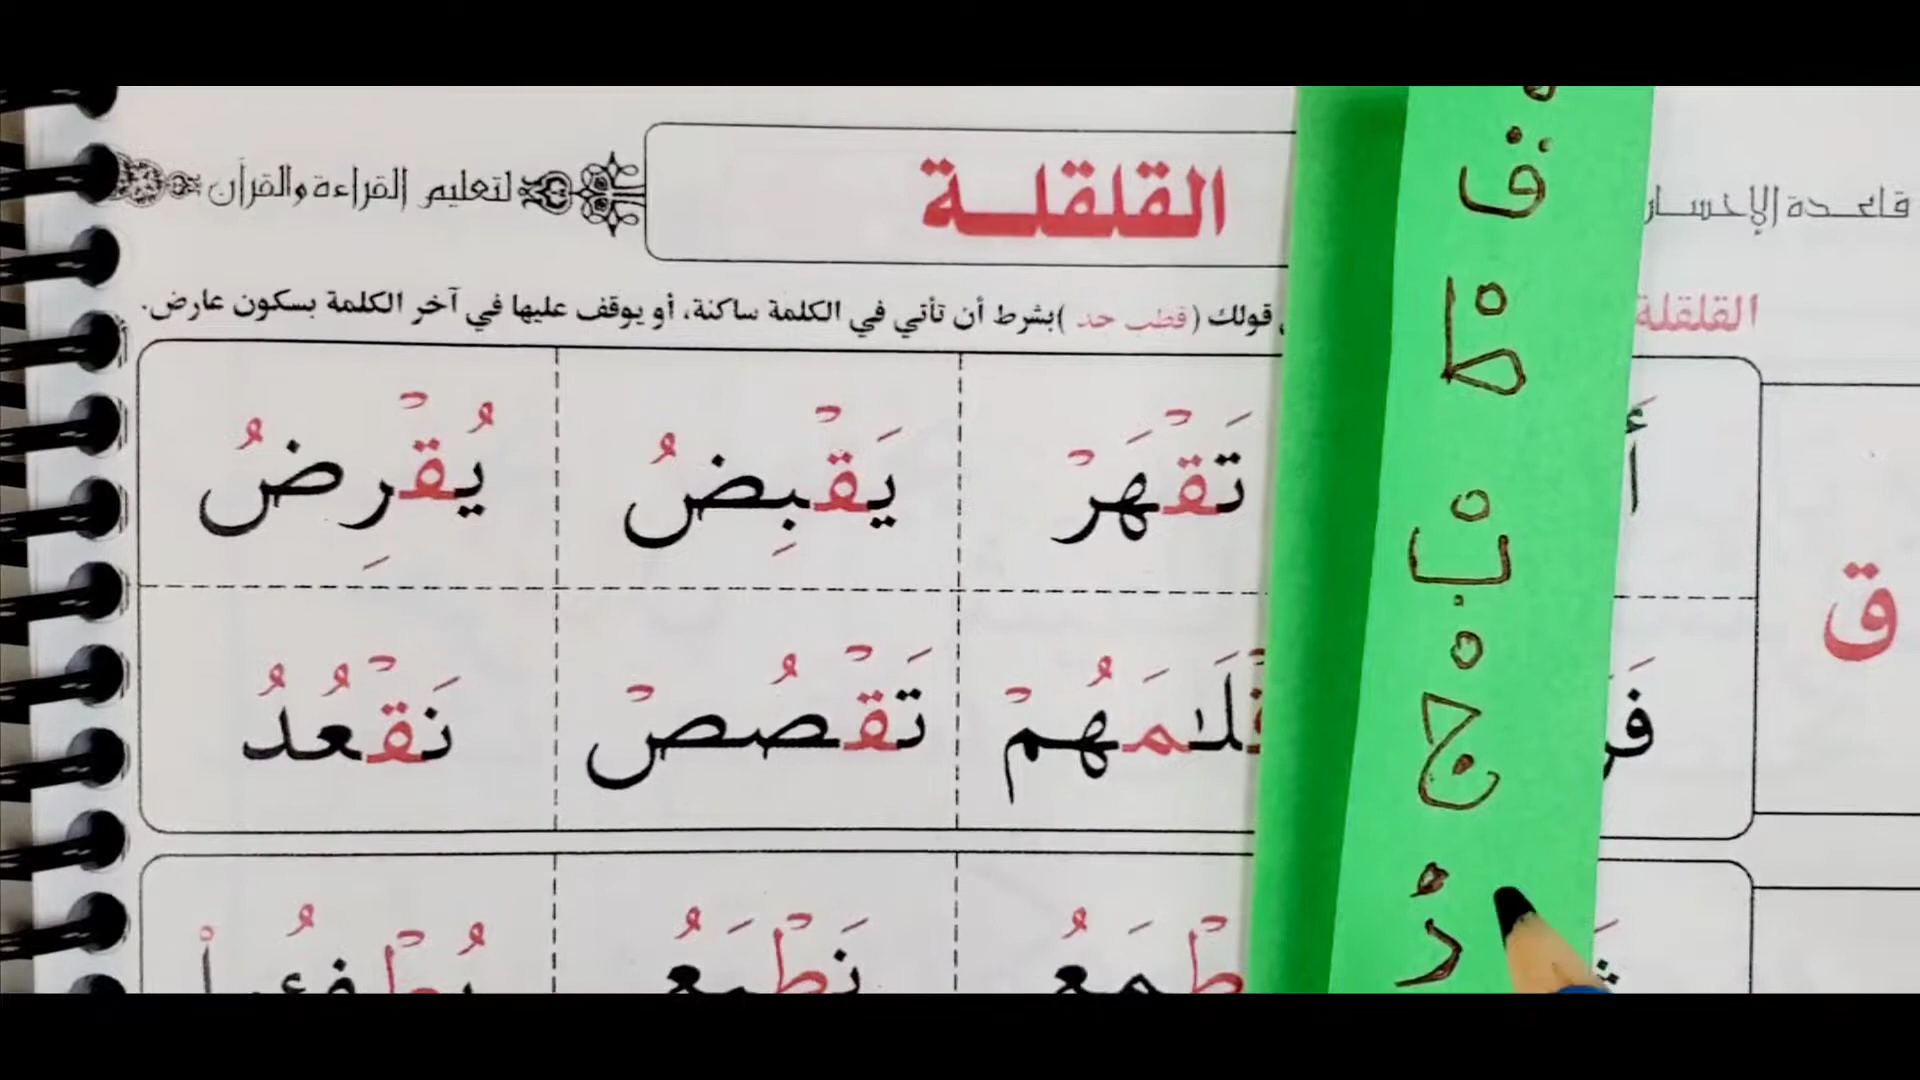 قاعدة الإحسان
القلقلة
لتعليم القراءة والقرآن
القلقلة
قولك ( قطب جد ) بشرط أن تأتي في الكلمة ساكنة، أو يوقف عليها في آخر الكلمة بسكون عارض.
ق
تَقْهَرْ يَقْبِضُ يُقْرِضُ
تَقْصُصْ نَقْعُدُ
نَطْمَعُ
قْ
طْ
بْ
جْ
دْ